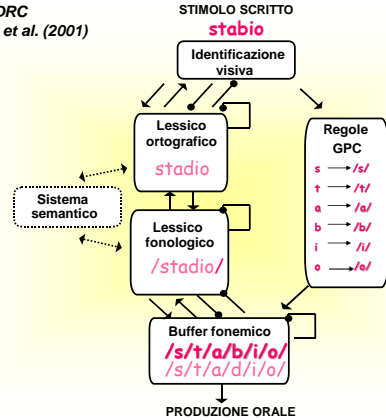 DRC
et al. (2001)
STIMOLO SCRITTO
stabio
Identificazione
visiva
Lessico
ortografico
stadio
Regole
GPC
s /s/
t /t/
a /a/
b /b/
i /i/
o /a/
Sistema
semantico
Lessico
fonologico
/stadio/
Buffer fonemico
/s/t/a/b/i/o/
/s/t/a/d/i/o/
PRODUZIONE ORALE